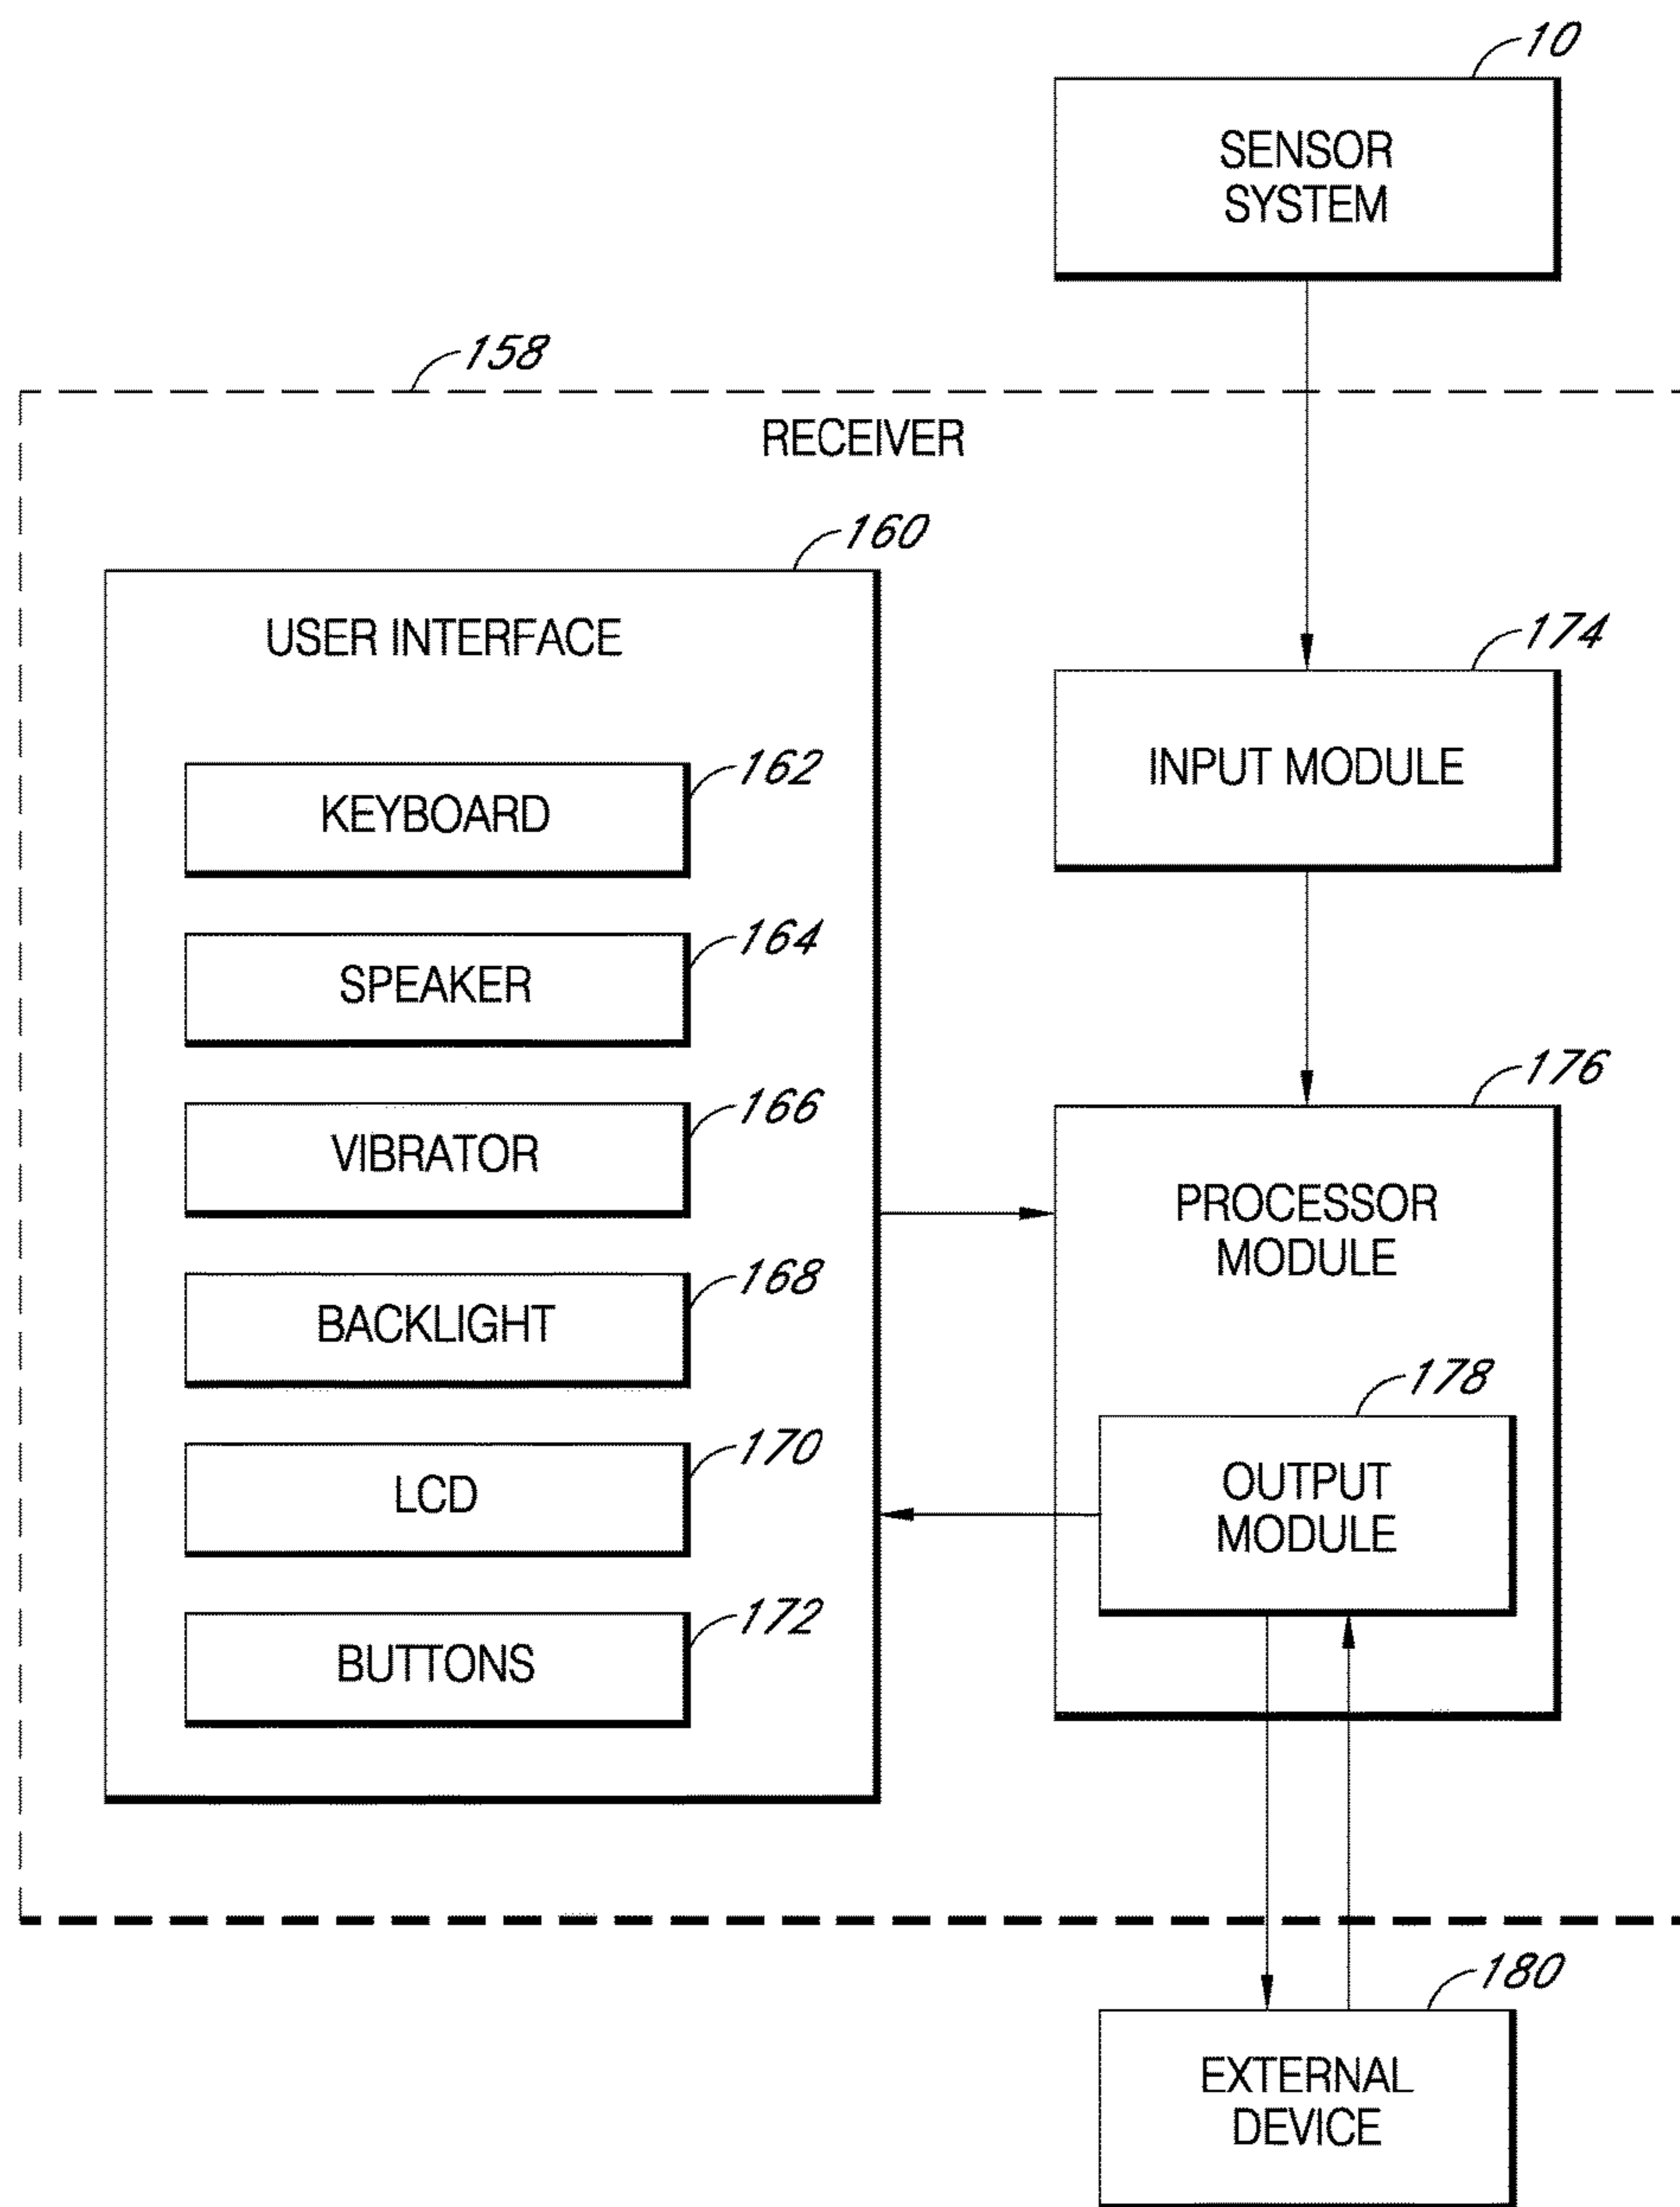 10
SENSOR
SYSTEM
158
RECEIVER
160
USER INTERFACE
174
INPUT MODULE
162
KEYBOARD
164
SPEAKER
166
VIBRATOR
176
PROCESSOR
MODULE
168
BACKLIGHT
178
OUTPUT
MODULE
170
LCD
172
BUTTONS
180
EXTERNAL
DEVICE